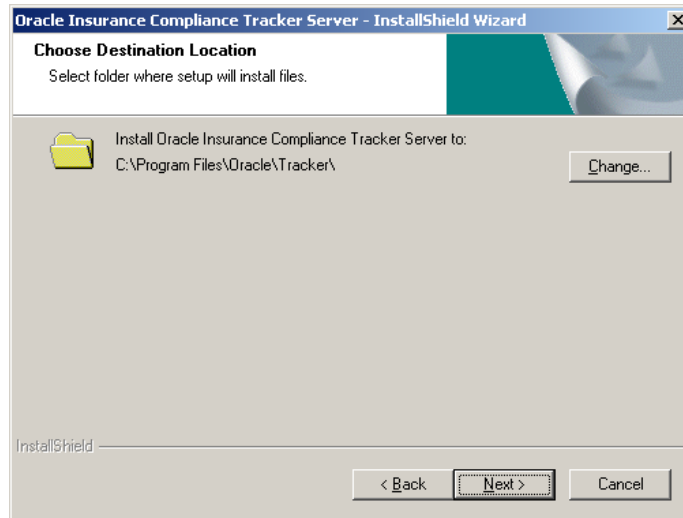 Oracle Insurance Compliance Tracker Server - InstallShield Wizard
Choose Destination Location
Select folder where setup will install files.
Install Oracle Insurance Compliance Tracker Server to:
C:\Program Files\Oracle\Tracker\
Change...
InstallShield
< Back
Next >
Cancel